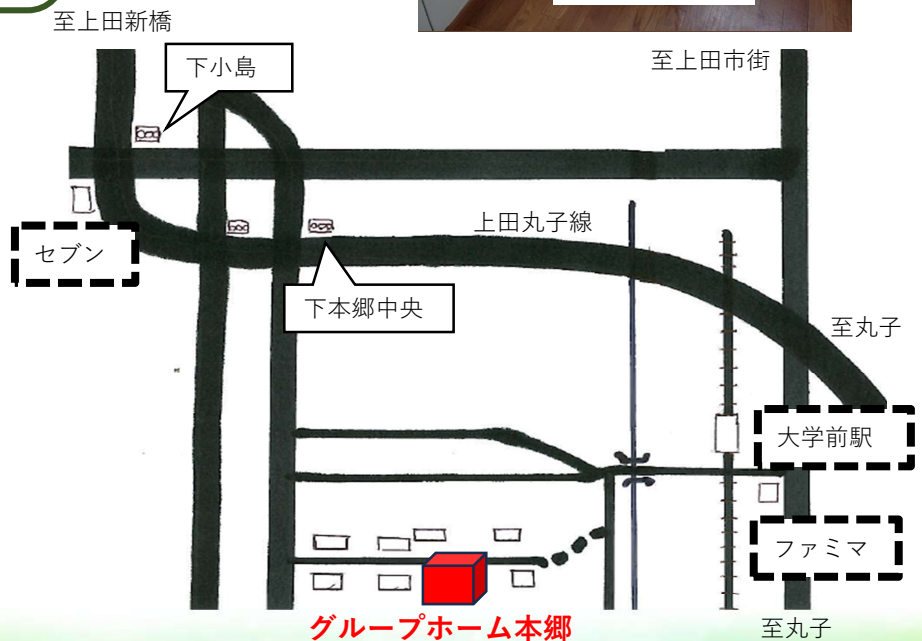 至上田新橋
下小島
至上田市街
セブン
上田丸子線
下本郷中央
至丸子
大学前駅
ファミマ
グループホーム本郷
至丸子